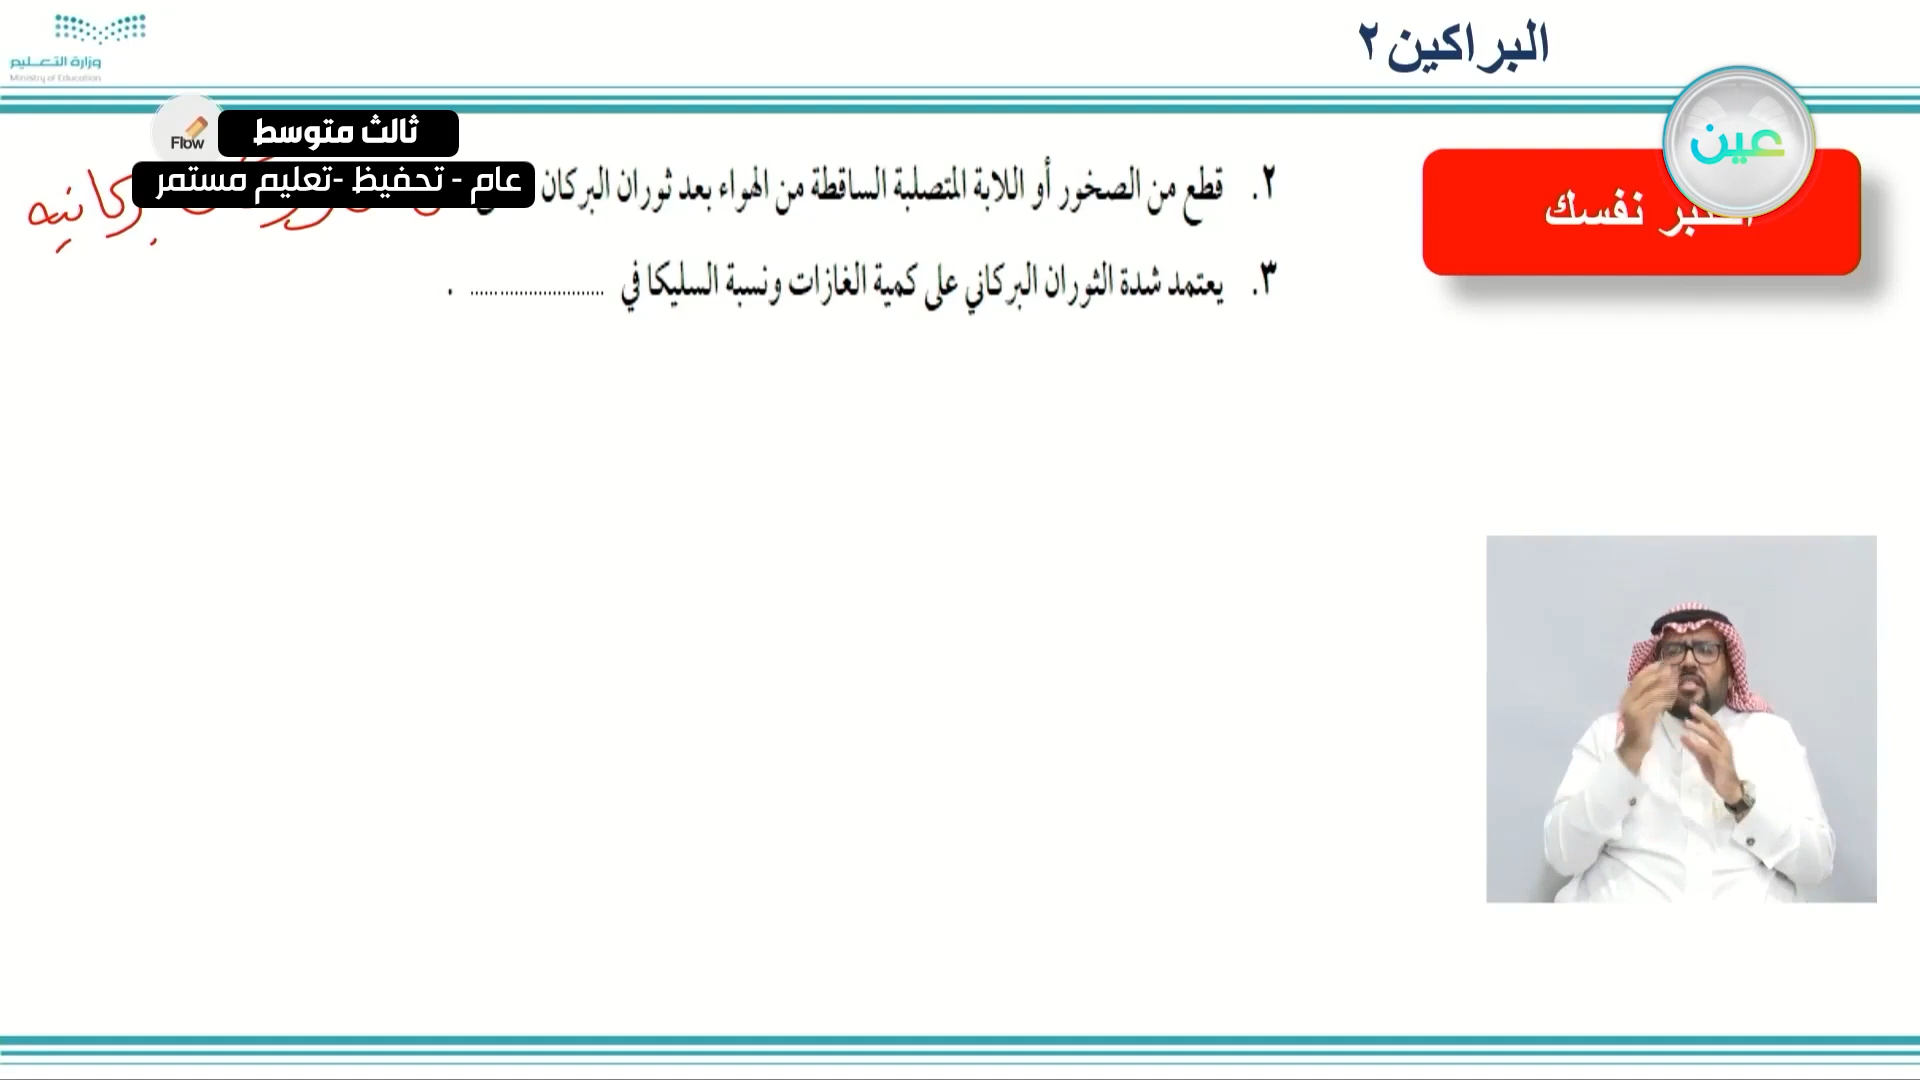 البراكين ٢
وزارة التعليم
Ministry of Education
عين
نفسك
Flow
ثالث متوسط
عام - تحفيظ -تعليم مستمر
٢. قطع من الصخور أو اللابة المتصلبة الساقطة من الهواء بعد ثوران البركان
بركانيه
٣. يعتمد شدة الثوران البركاني على كمية الغازات ونسبة السليكا في ........................... .